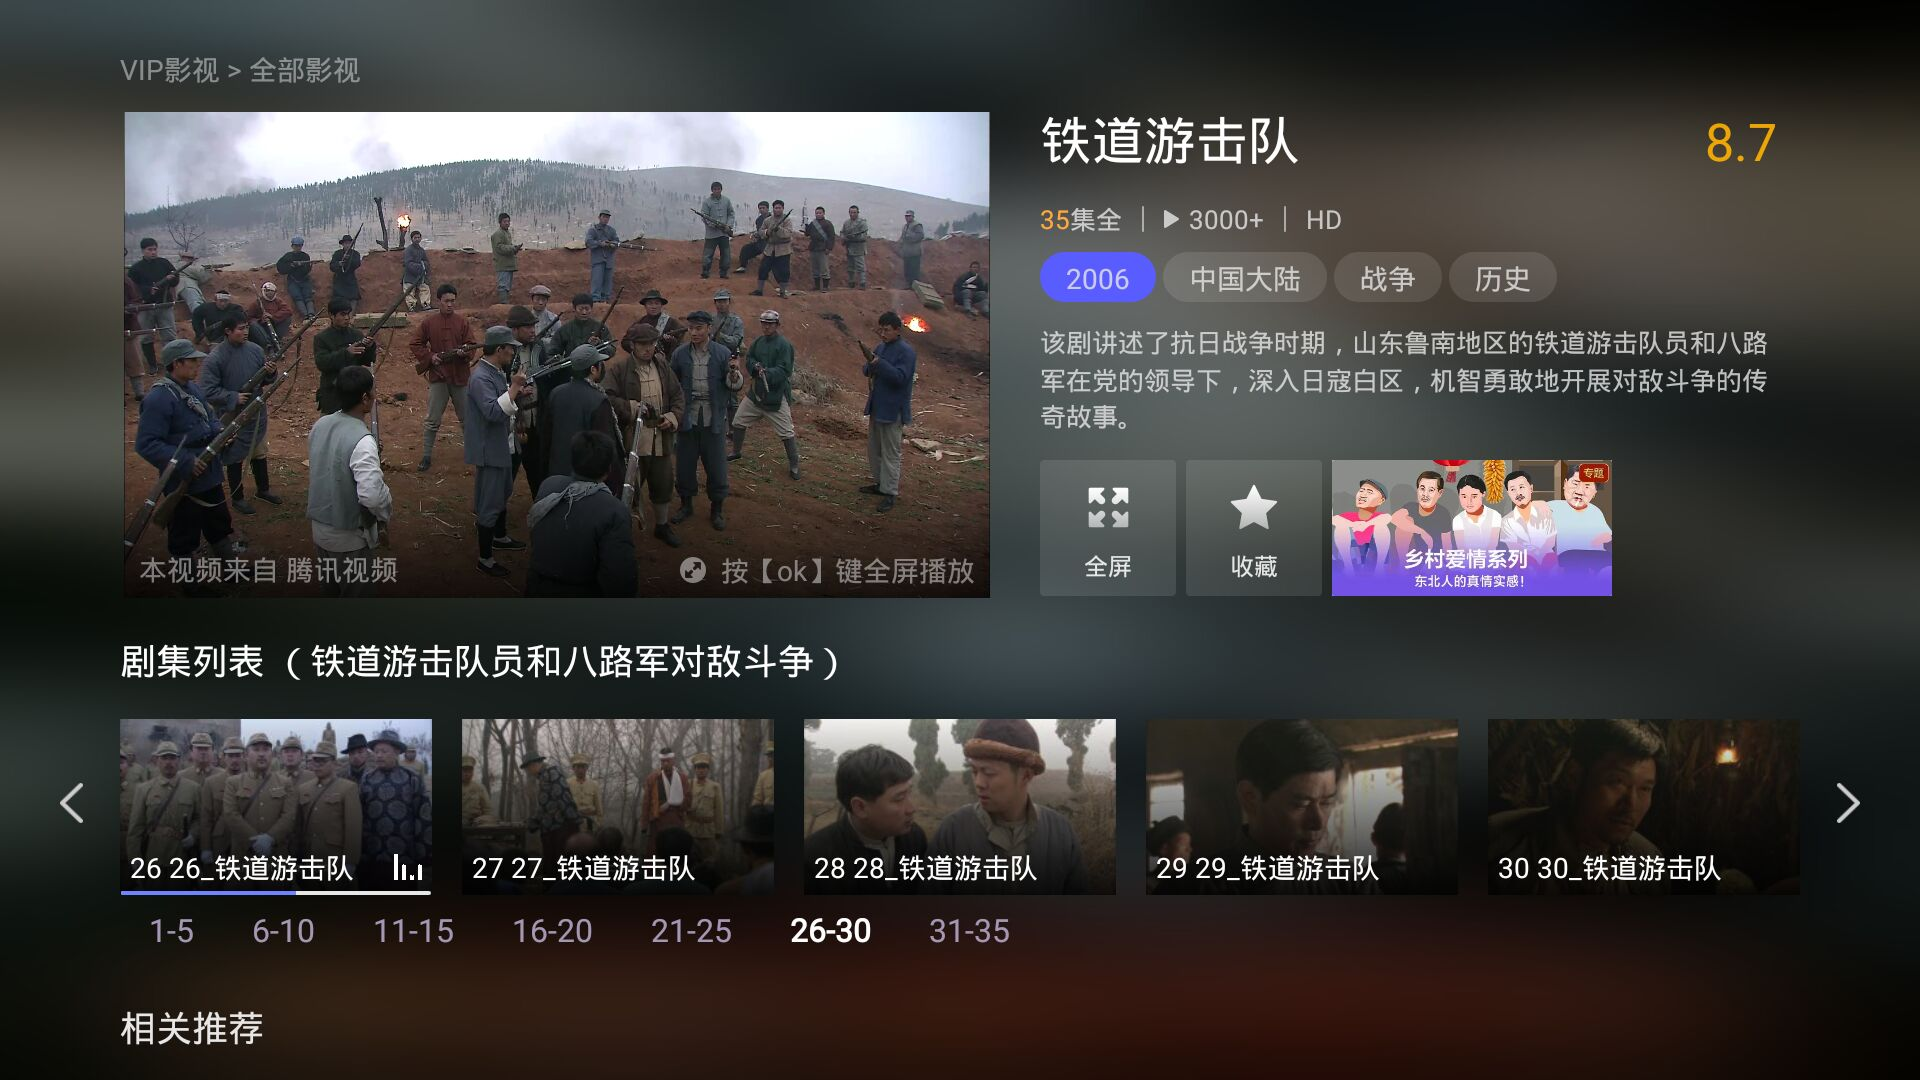 VIP影视 > 全部影视
铁道游击队
8.7
35集全 | 3000+ | HD
2006 中国大陆 战争 历史
该剧讲述了抗日战争时期，山东鲁南地区的铁道游击队员和八路
军在党的领导下，深入日寇白区，机智勇敢地开展对敌斗争的传
奇故事。
本视频来自 腾讯视频
按【ok】键全屏播放
全屏
收藏
专题
乡村爱情系列
东北人的真情实感！
剧集列表 （铁道游击队员和八路军对敌斗争）
26 26_铁道游击队
27 27_铁道游击队
28 28_铁道游击队
29 29_铁道游击队
30 30_铁道游击队
1-5 6-10 11-15 16-20 21-25 26-30 31-35
相关推荐